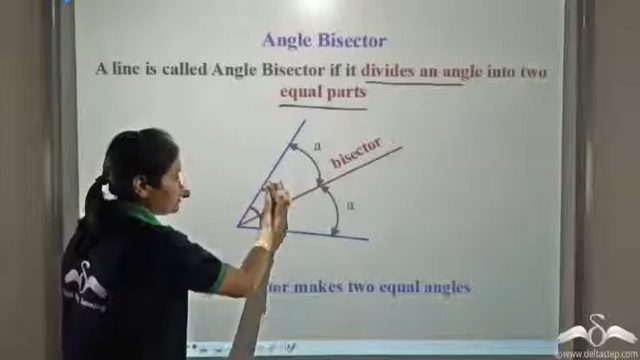 Angle Bisector
A line is called Angle Bisector if it divides an angle into two
equal parts
a
bisector
a
makes two equal angles
©www.deltastep.com